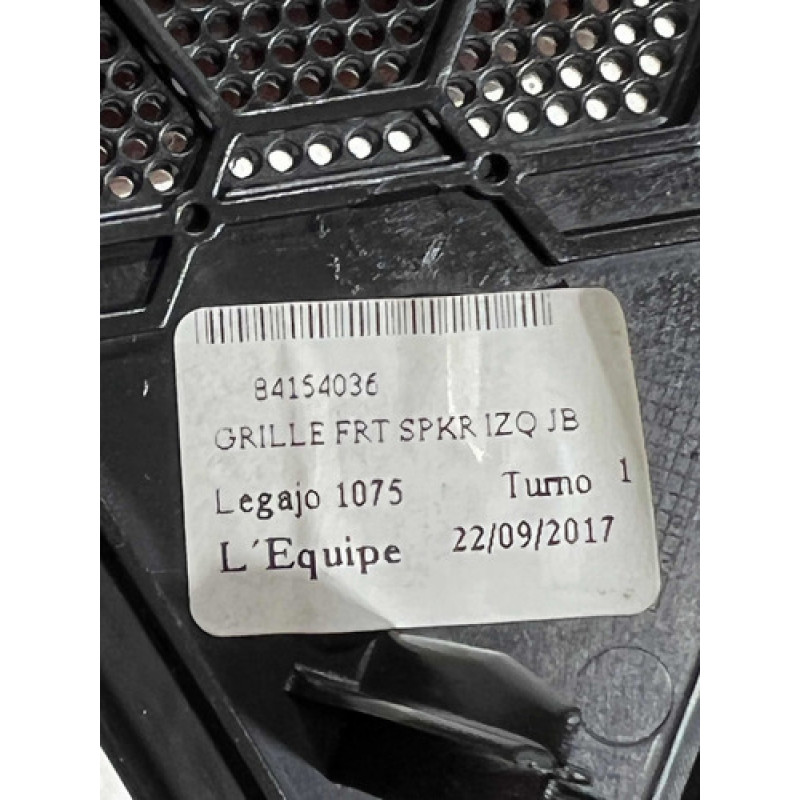 84154036
GRILLE FRT SPKR IZQ JB
Legajo 1075 Turno 1
L´Equipe 22/09/2017